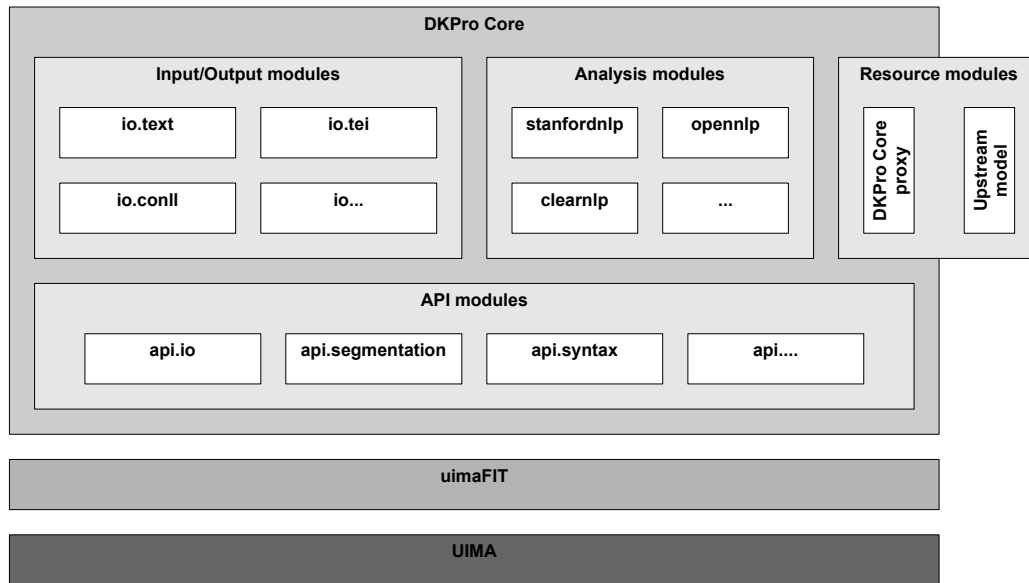 DKPro Core
Input/Output modules
io.text
io.tei
io.conll
io...
Analysis modules
stanfordnlp
opennlp
clearnlp
...
Resource modules
DKPro Core
proxy
Upstream
model
API modules
api.io
api.segmentation
api.syntax
api....
uimaFIT
UIMA